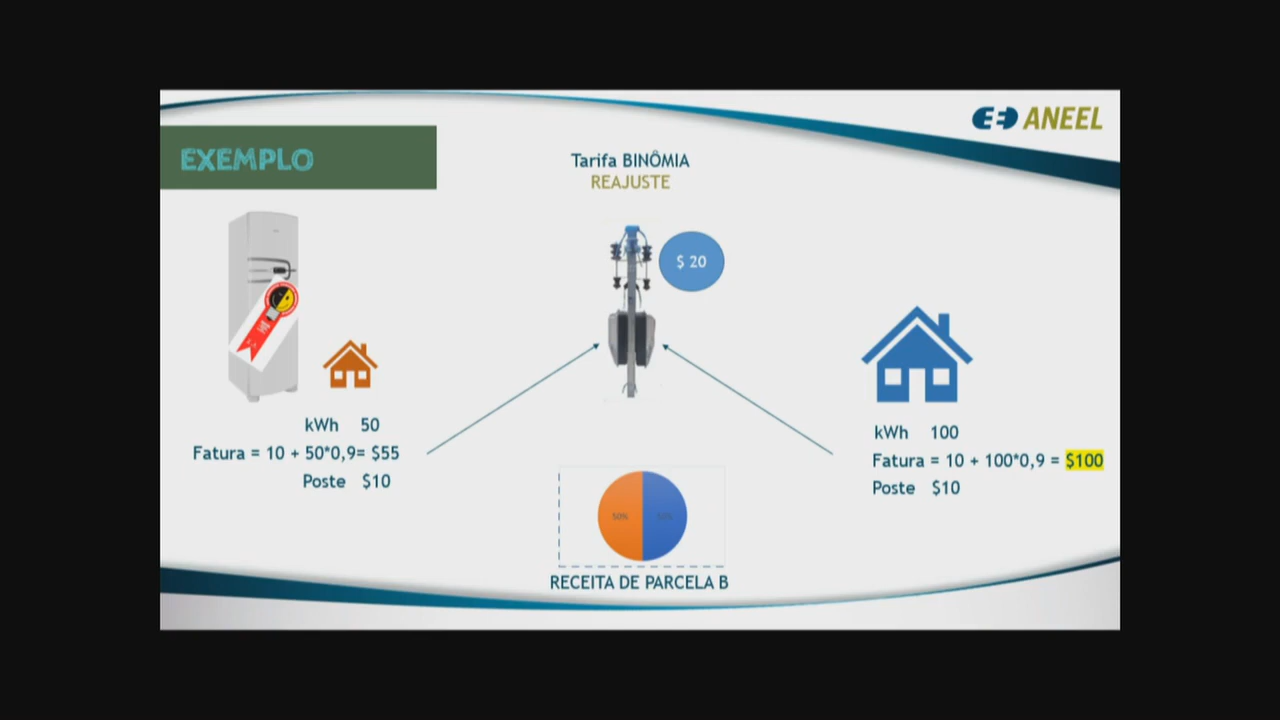 ANEEL
EXEMPLO
Tarifa BINÔMIA
REAJUSTE
$ 20
kWh 50
Fatura = 10 + 50*0,9= $55
Poste $10
kWh 100
Fatura = 10 + 100*0,9 = $100
Poste $10
50%
50%
RECEITA DE PARCELA B